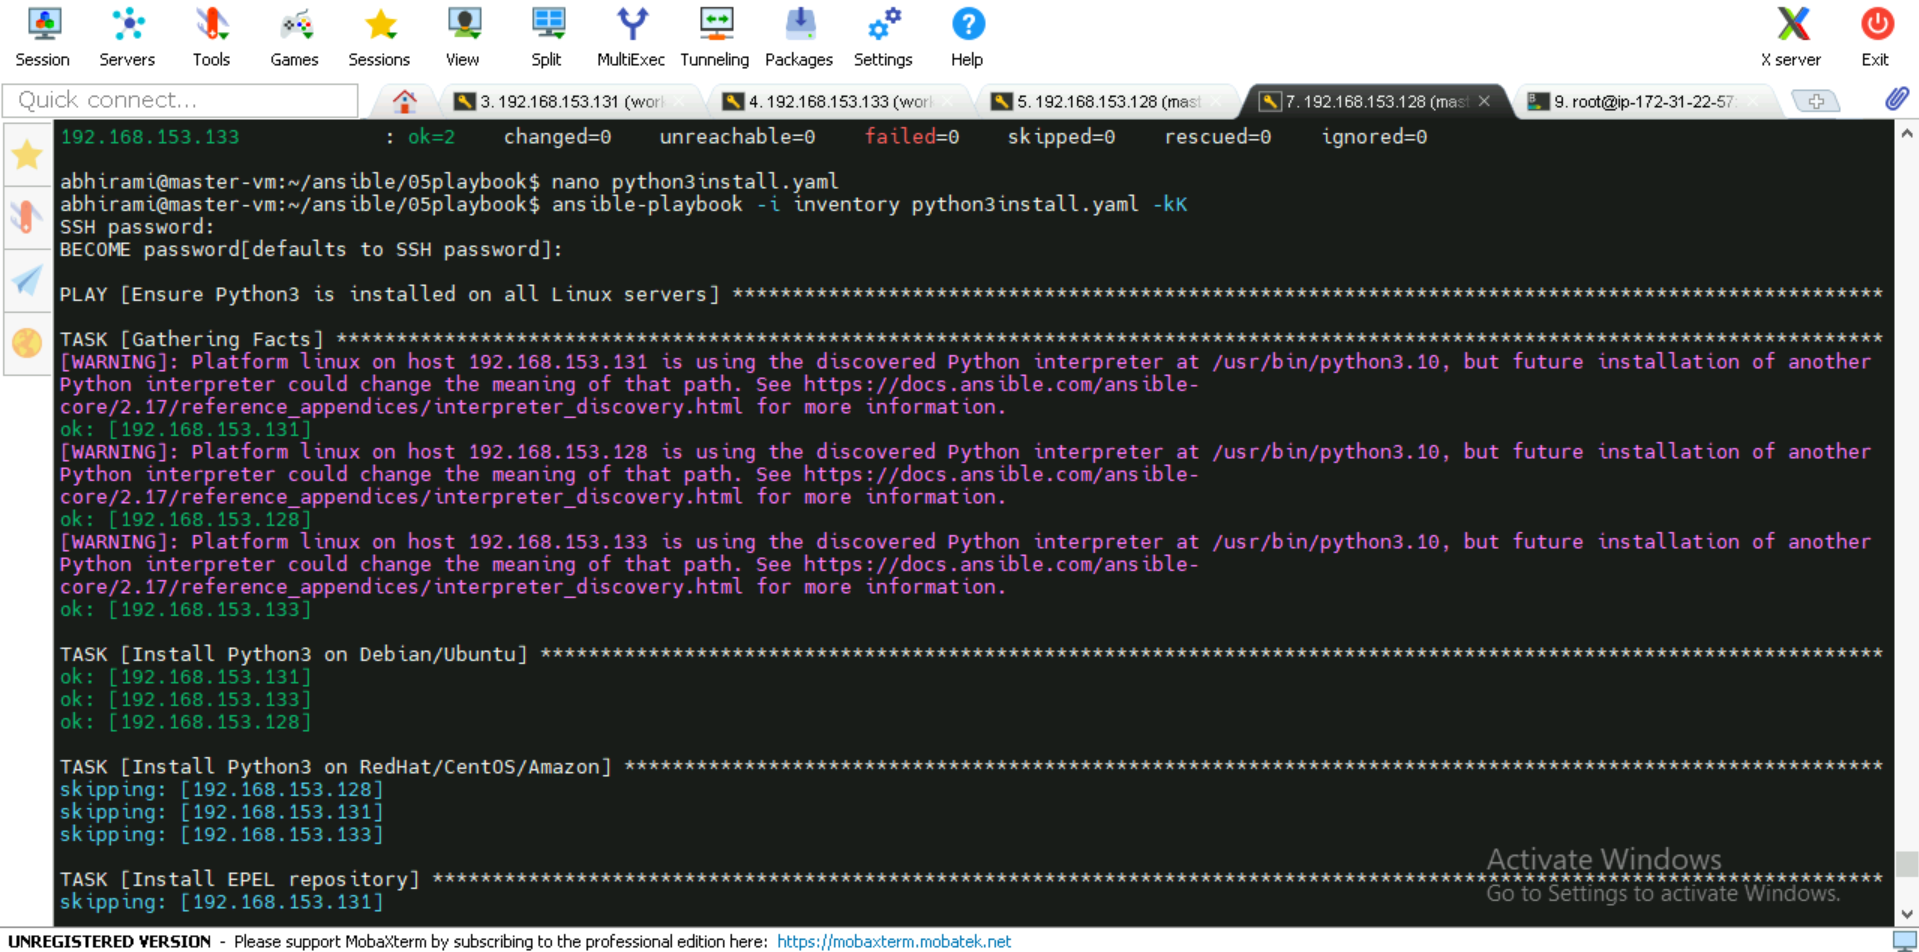 Session Servers Tools Games Sessions View Split MultiExec Tunneling Packages Settings Help X server Exit
Quick connect... 3. 192.168.153.131 (work 4. 192.168.153.133 (work 5. 192.168.153.128 (mast 7. 192.168.153.128 (mast 9. root@ip-172-31-22-57:
192.168.153.133 : ok=2 changed=0 unreachable=0 failed=0 skipped=0 rescued=0 ignored=0
abhirami@master-vm:~/ansible/05playbook$ nano python3install.yaml
abhirami@master-vm:~/ansible/05playbook$ ansible-playbook -i inventory python3install.yaml -kK
SSH password:
BECOME password[defaults to SSH password]:
PLAY [Ensure Python3 is installed on all Linux servers] ************************************************************************************************
TASK [Gathering Facts] *********************************************************************************************************************************
[WARNING]: Platform linux on host 192.168.153.131 is using the discovered Python interpreter at /usr/bin/python3.10, but future installation of another
Python interpreter could change the meaning of that path. See https://docs.ansible.com/ansible-
core/2.17/reference_appendices/interpreter_discovery.html for more information.
ok: [192.168.153.131]
[WARNING]: Platform linux on host 192.168.153.128 is using the discovered Python interpreter at /usr/bin/python3.10, but future installation of another
Python interpreter could change the meaning of that path. See https://docs.ansible.com/ansible-
core/2.17/reference_appendices/interpreter_discovery.html for more information.
ok: [192.168.153.128]
[WARNING]: Platform linux on host 192.168.153.133 is using the discovered Python interpreter at /usr/bin/python3.10, but future installation of another
Python interpreter could change the meaning of that path. See https://docs.ansible.com/ansible-
core/2.17/reference_appendices/interpreter_discovery.html for more information.
ok: [192.168.153.133]
TASK [Install Python3 on Debian/Ubuntu] ****************************************************************************************************************
ok: [192.168.153.131]
ok: [192.168.153.133]
ok: [192.168.153.128]
TASK [Install Python3 on RedHat/CentOS/Amazon] *********************************************************************************************************
skipping: [192.168.153.128]
skipping: [192.168.153.131]
skipping: [192.168.153.133]
Activate Windows
TASK [Install EPEL repository] *************************************************************************************************************************
Go to Settings to activate Windows.
skipping: [192.168.153.131]
UNREGISTERED VERSION - Please support MobaXterm by subscribing to the professional edition here: https://mobaxterm.mobatek.net